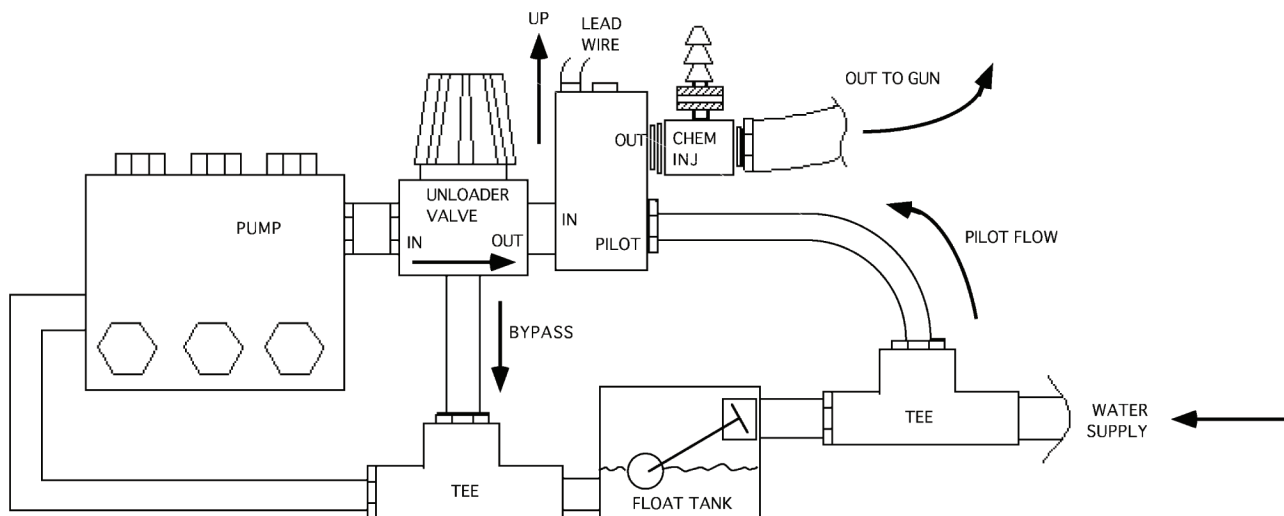 UP
LEAD
WIRE
OUT TO GUN
OUT
CHEM
INJ
UNLOADER
VALVE
PUMP
IN
OUT
IN
PILOT
PILOT FLOW
BYPASS
TEE
WATER
SUPPLY
TEE
FLOAT TANK